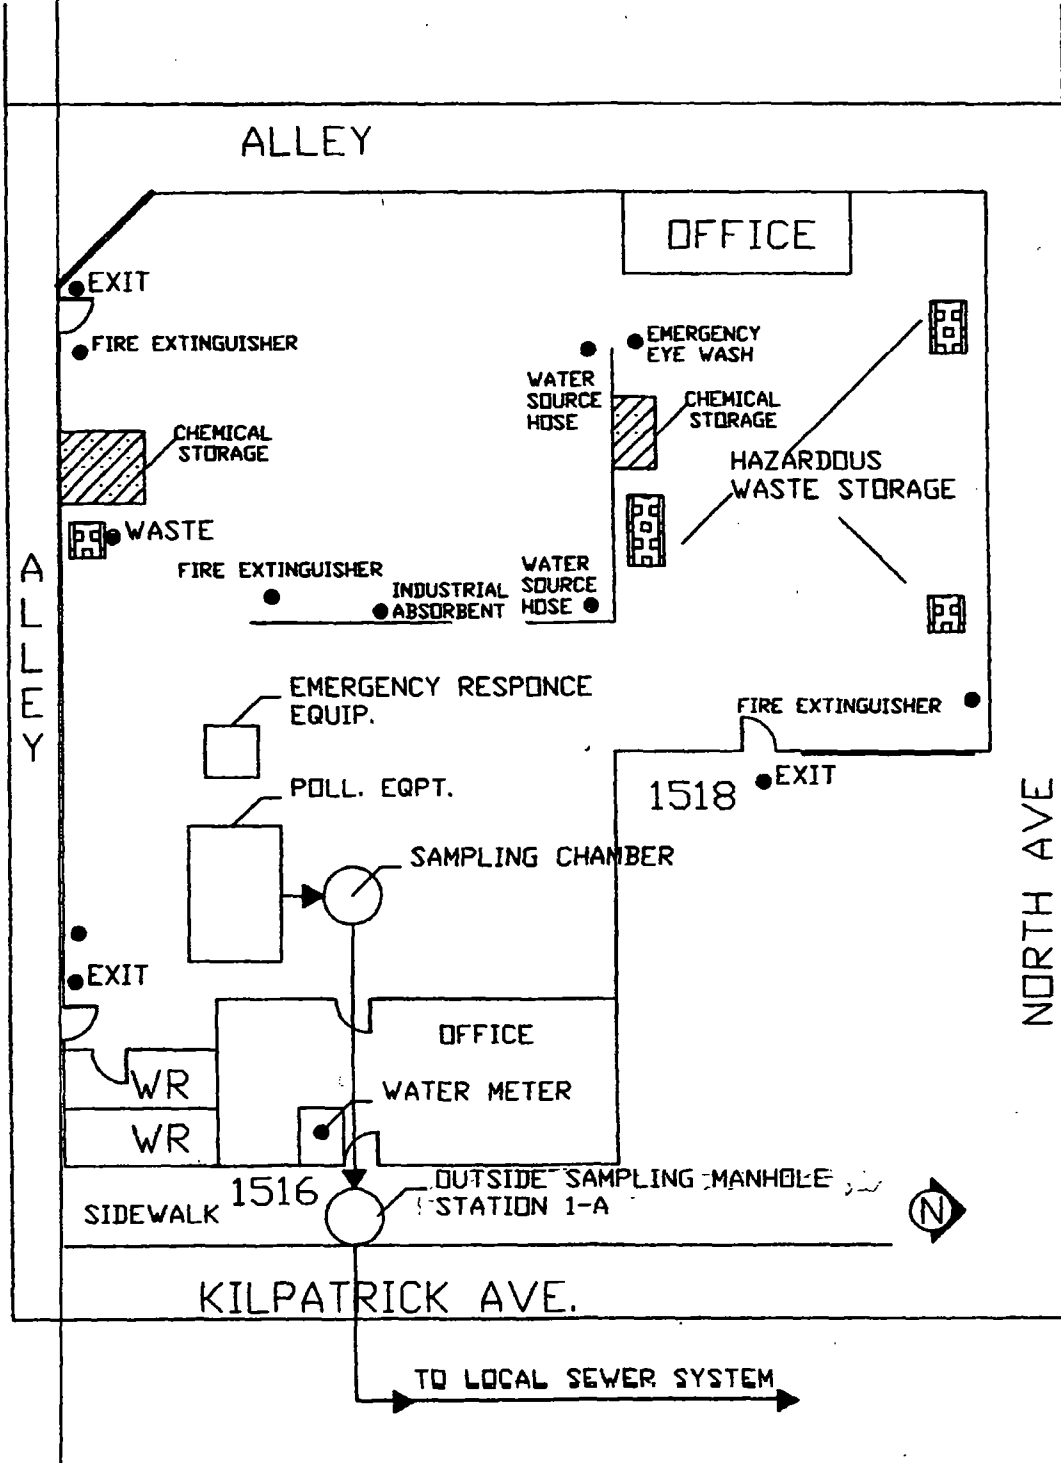 ALLEY
OFFICE
EXIT
FIRE EXTINGUISHER
EMERGENCY
EYE WASH
WATER
SOURCE
HOSE
CHEMICAL
STORAGE
CHEMICAL
STORAGE
HAZARDOUS
WASTE STORAGE
WASTE
ALLEY
FIRE EXTINGUISHER
INDUSTRIAL
ABSORBENT
WATER
SOURCE
HOSE
EMERGENCY RESPONCE
EQUIP.
FIRE EXTINGUISHER
POLL. EQPT.
1518
EXIT
NORTH AVE
SAMPLING CHAMBER
EXIT
OFFICE
WR
WATER METER
WR
1516
OUTSIDE SAMPLING MANHOLE
STATION 1-A
SIDEWALK
N
KILPATRICK AVE.
TO LOCAL SEWER SYSTEM